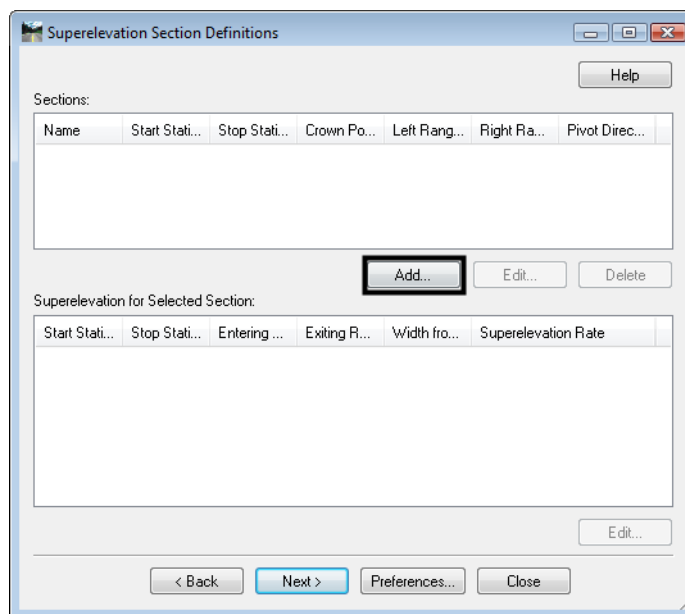 Superelevation Section Definitions
Help
Sections:
Name Start Stati... Stop Stati... Crown Po... Left Rang... Right Ra... Pivot Direc...
Add... Edit... Delete
Superelevation for Selected Section:
Start Stati... Stop Stati... Entering ... Exiting R... Width fro... Superelevation Rate
Edit...
< Back Next > Preferences... Close